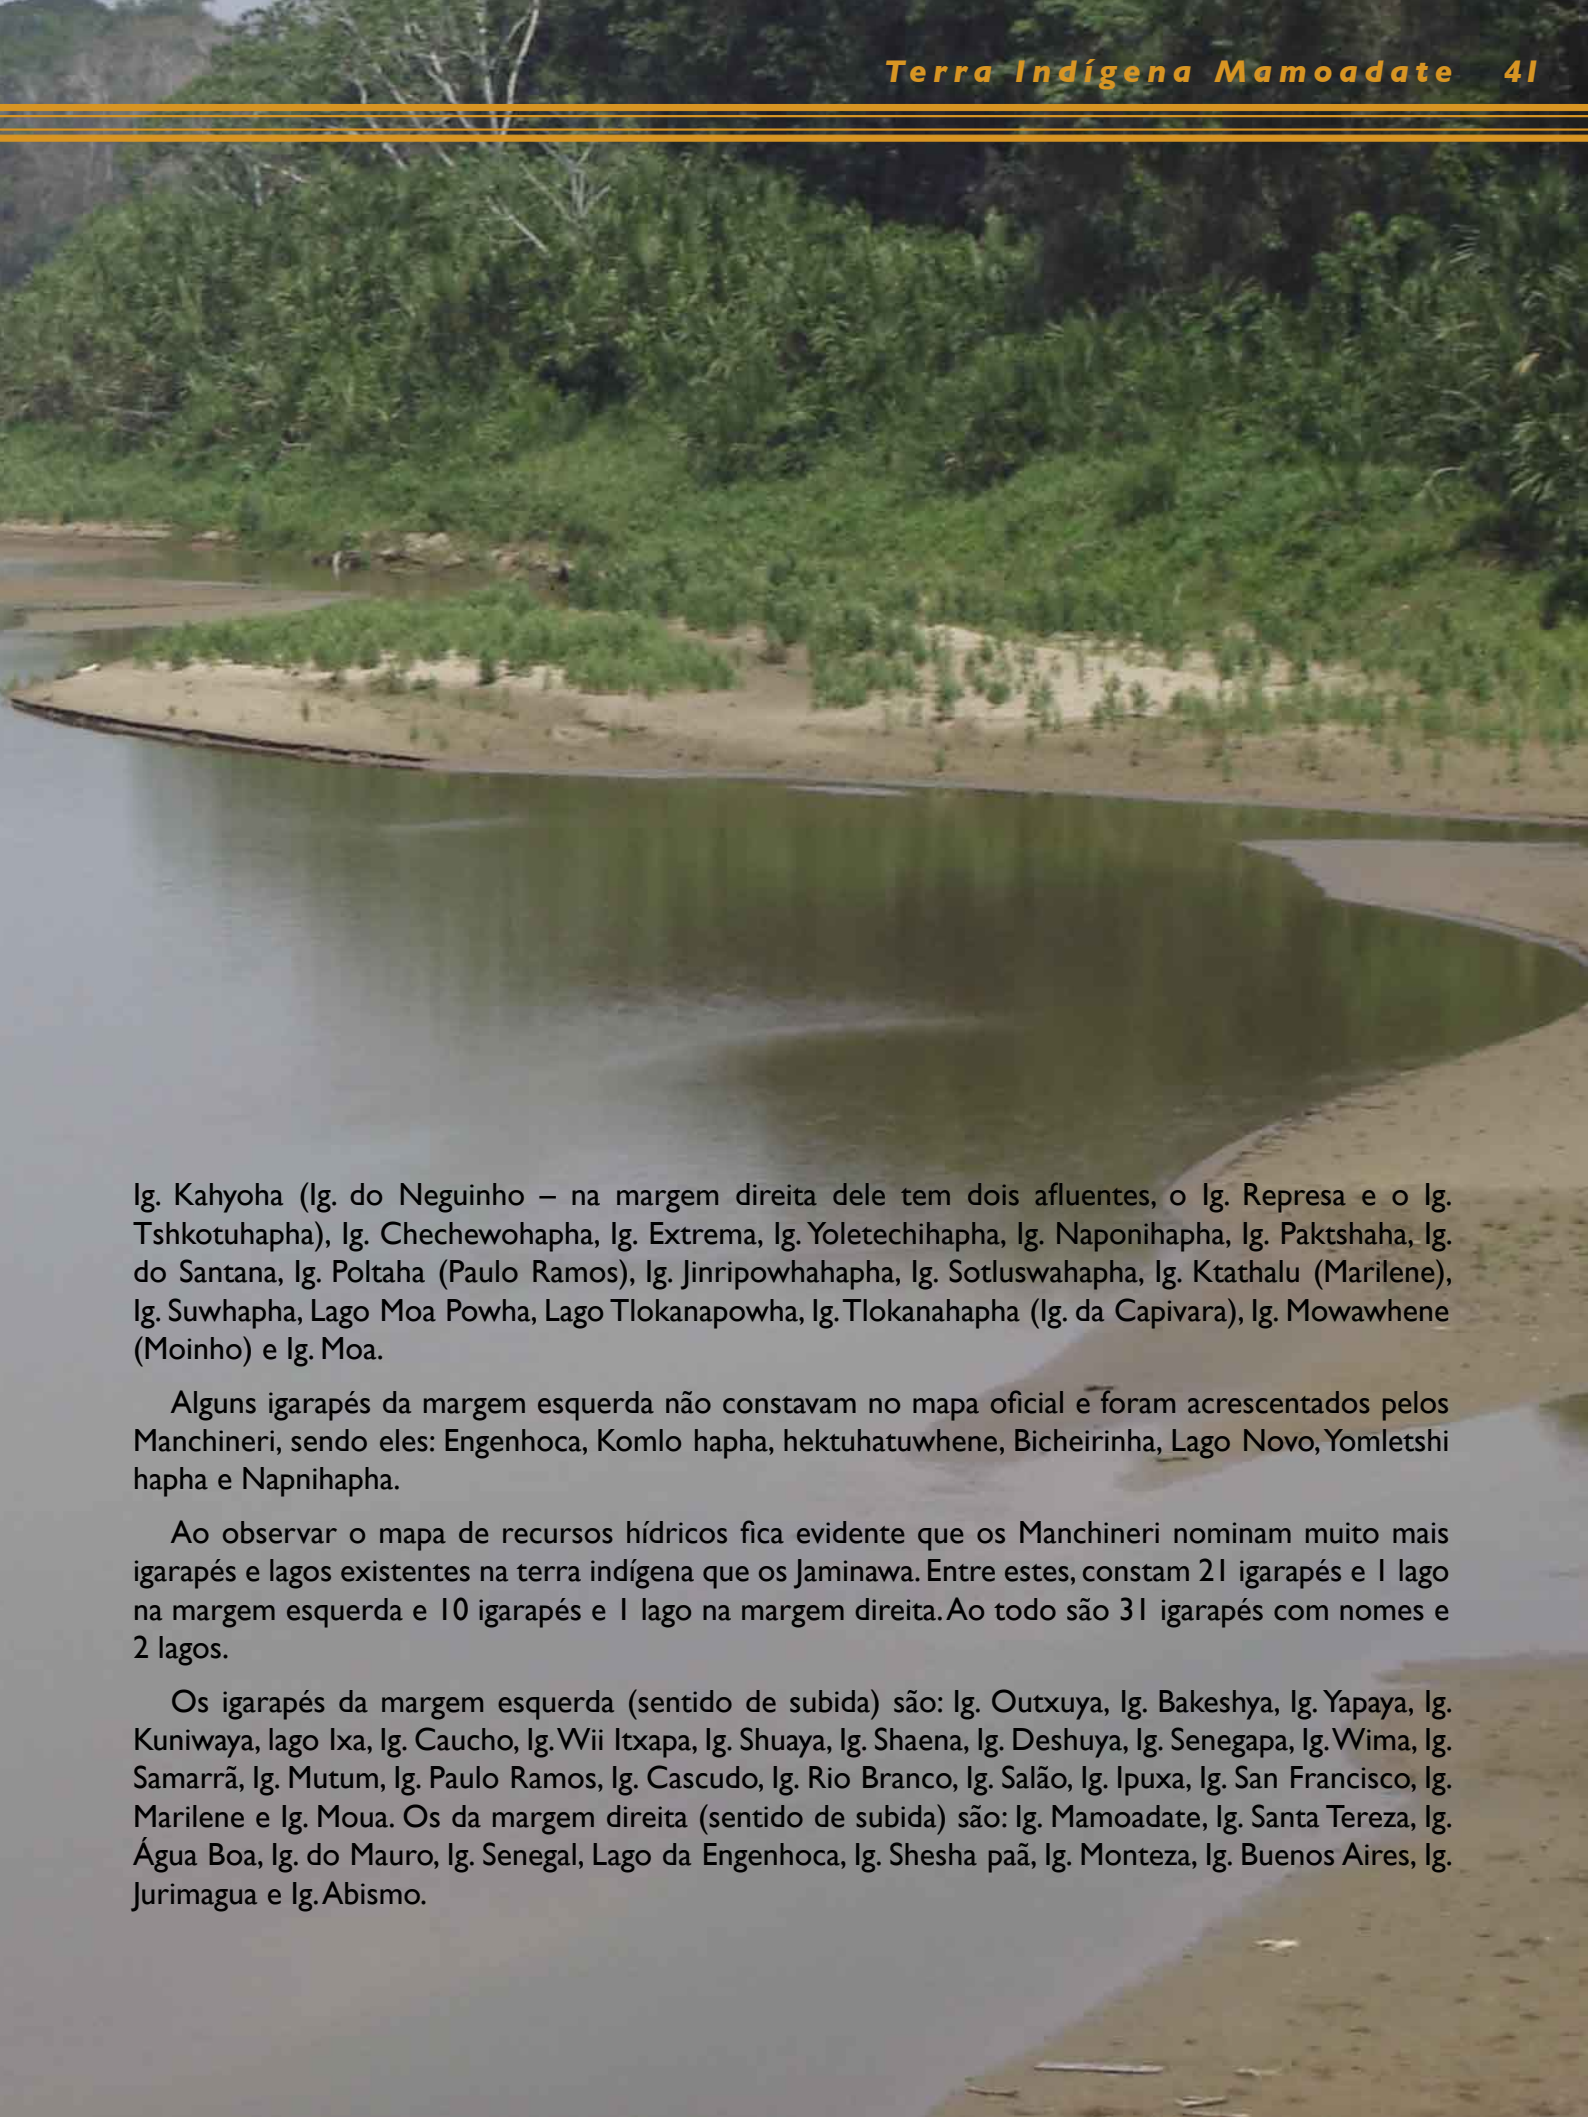 Terra Indígena Mamoadate 41
Ig. Kahyoha (Ig. do Neguinho – na margem direita dele tem dois afluentes, o Ig. Represa e o Ig.
Tshkotuhapha), Ig. Chechewohapha, Ig. Extrema, Ig. Yoletechihapha, Ig. Naponihapha, Ig. Paktshaha, Ig.
do Santana, Ig. Poltaha (Paulo Ramos), Ig. Jinripowhahapha, Ig. Sotluswahapha, Ig. Ktathalu (Marilene),
Ig. Suwhapha, Lago Moa Powha, Lago Tlokanapowha, Ig. Tlokanahapha (Ig. da Capivara), Ig. Mowawhene
(Moinho) e Ig. Moa.
Alguns igarapés da margem esquerda não constavam no mapa oficial e foram acrescentados pelos
Manchineri, sendo eles: Engenhoca, Komlo hapha, hektuhatuwhene, Bicheirinha, Lago Novo, Yomletshi
hapha e Napnihapha.
Ao observar o mapa de recursos hídricos fica evidente que os Manchineri nominam muito mais
igarapés e lagos existentes na terra indígena que os Jaminawa. Entre estes, constam 21 igarapés e 1 lago
na margem esquerda e 10 igarapés e 1 lago na margem direita. Ao todo são 31 igarapés com nomes e
2 lagos.
Os igarapés da margem esquerda (sentido de subida) são: Ig. Outxuya, Ig. Bakeshya, Ig. Yapaya, Ig.
Kuniwaya, lago Ixa, Ig. Caucho, Ig. Wii Itxapa, Ig. Shuaya, Ig. Shaena, Ig. Deshuya, Ig. Senegapa, Ig. Wima, Ig.
Samarrã, Ig. Mutum, Ig. Paulo Ramos, Ig. Cascudo, Ig. Rio Branco, Ig. Salão, Ig. Ipuxa, Ig. San Francisco, Ig.
Marilene e Ig. Moua. Os da margem direita (sentido de subida) são: Ig. Mamoadate, Ig. Santa Tereza, Ig.
Água Boa, Ig. do Mauro, Ig. Senegal, Lago da Engenhoca, Ig. Shesha paã, Ig. Monteza, Ig. Buenos Aires, Ig.
Jurimagua e Ig. Abismo.